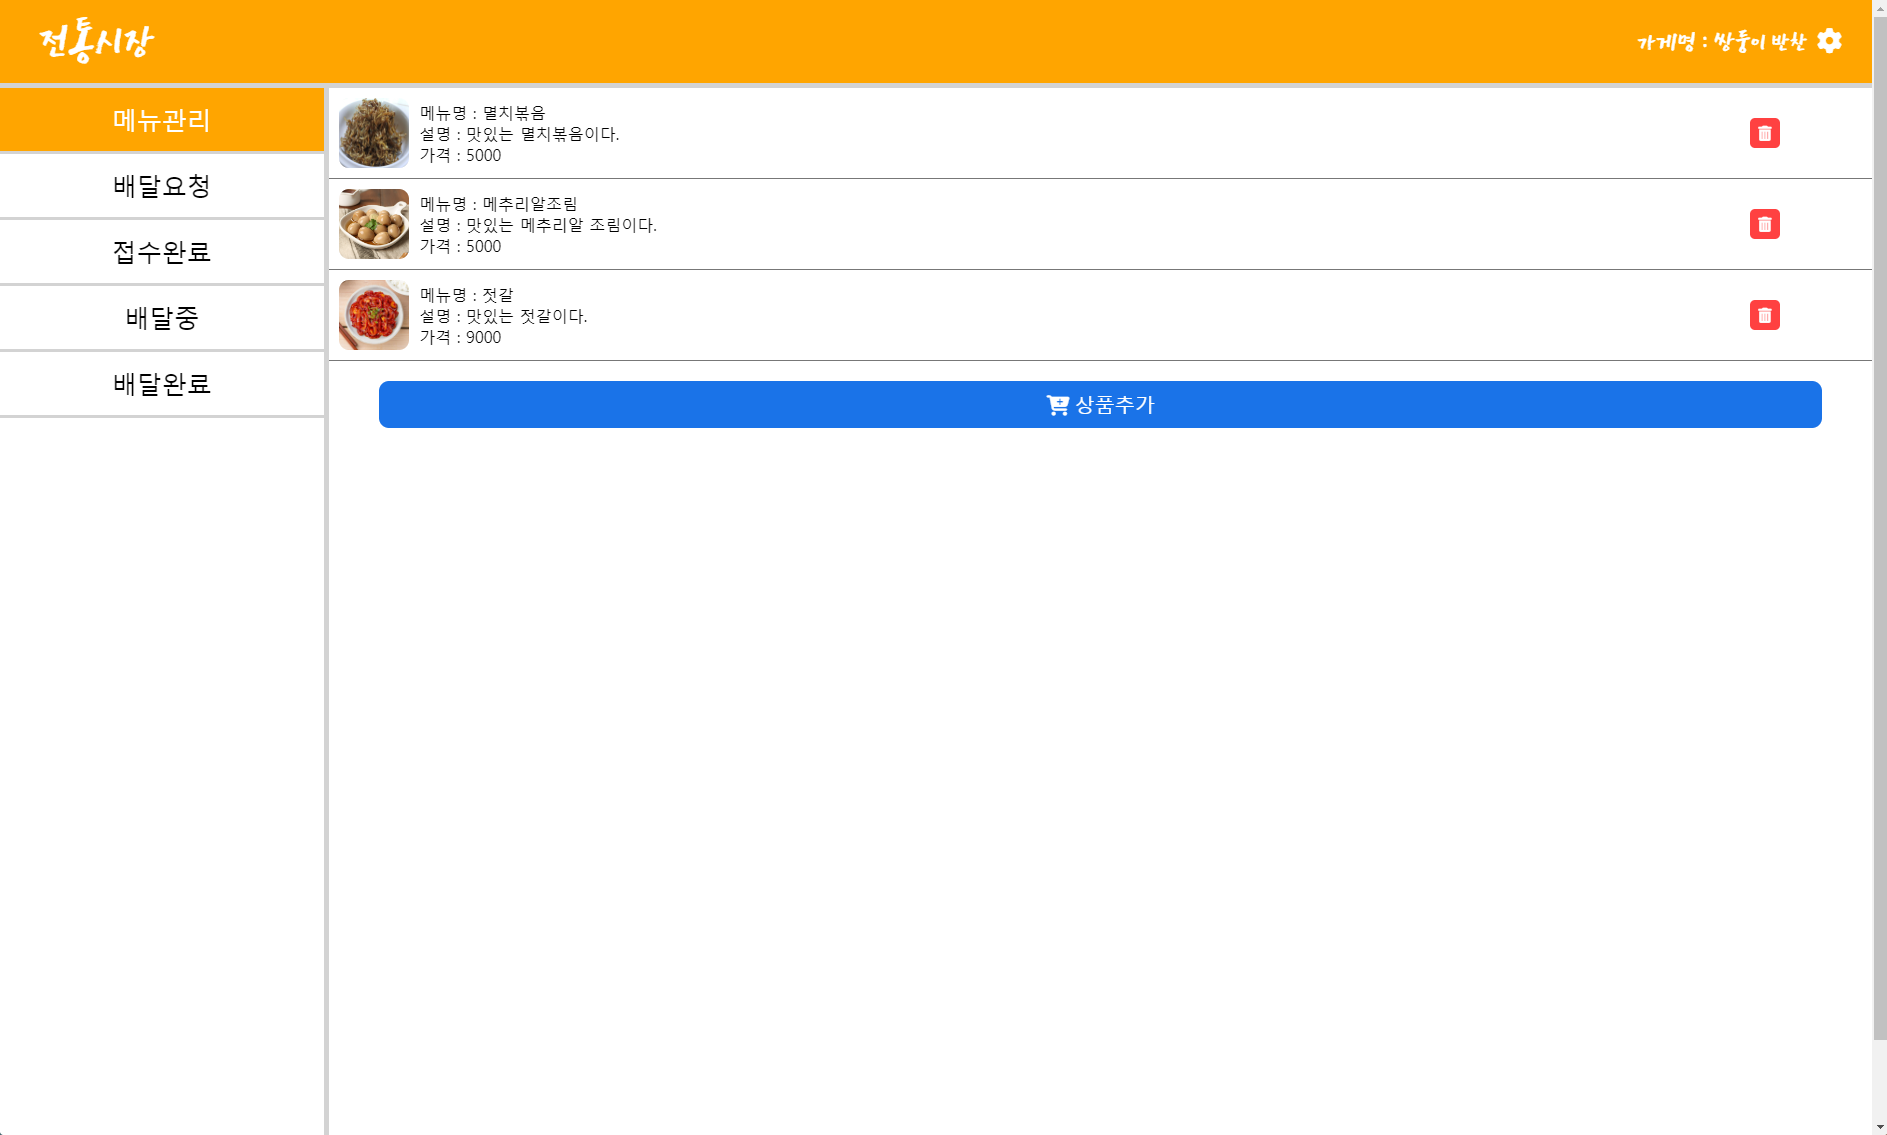 전통시장
가게명 : 쌍둥이 반찬
메뉴관리
배달요청
접수완료
배달중
배달완료
메뉴명 : 멸치볶음
설명 : 맛있는 멸치볶음이다.
가격 : 5000
메뉴명 : 메추리알조림
설명 : 맛있는 메추리알 조림이다.
가격 : 5000
메뉴명 : 젓갈
설명 : 맛있는 젓갈이다.
가격 : 9000
상품추가